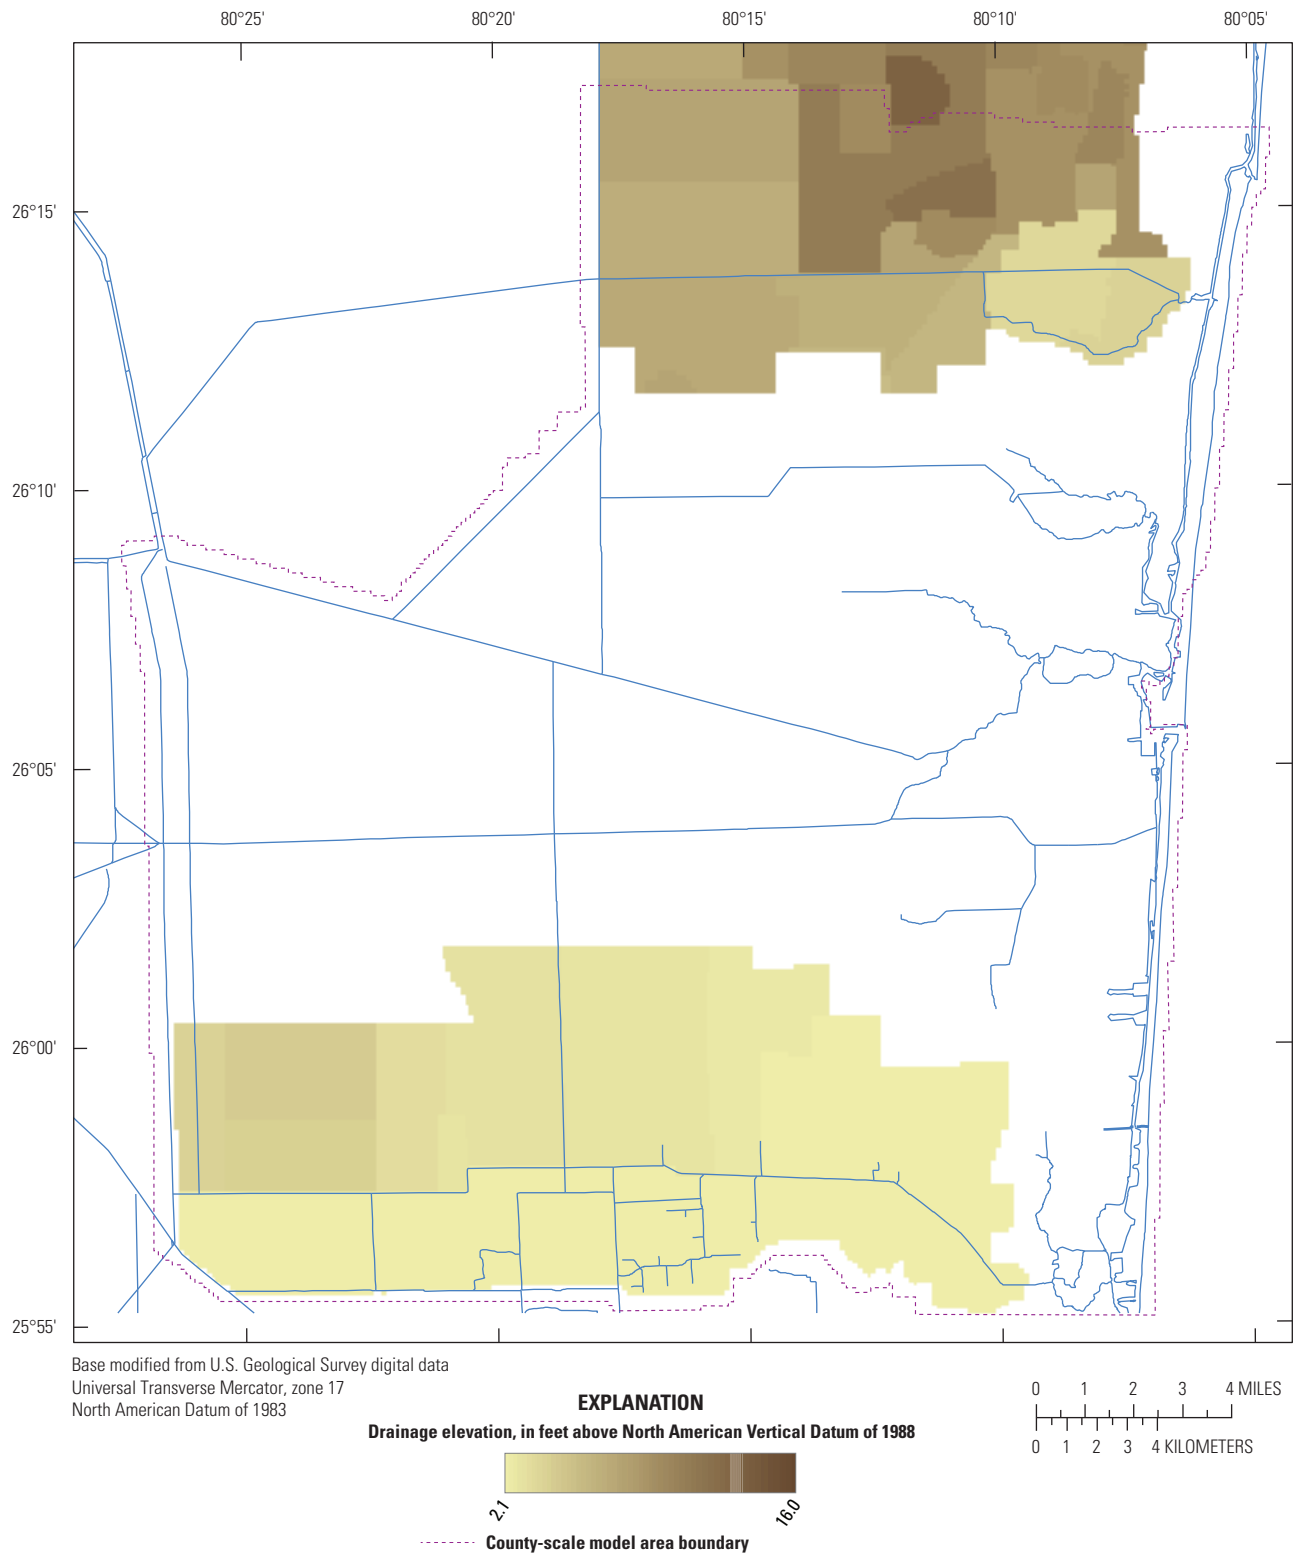 80°25' 80°20' 80°15' 80°10' 80°05'
26°15'
26°10'
26°05'
26°00'
25°55'
Base modified from U.S. Geological Survey digital data
Universal Transverse Mercator, zone 17
North American Datum of 1983
0 1 2 3 4 MILES
0 1 2 3 4 KILOMETERS
EXPLANATION
Drainage elevation, in feet above North American Vertical Datum of 1988
2.1 16.0
County-scale model area boundary